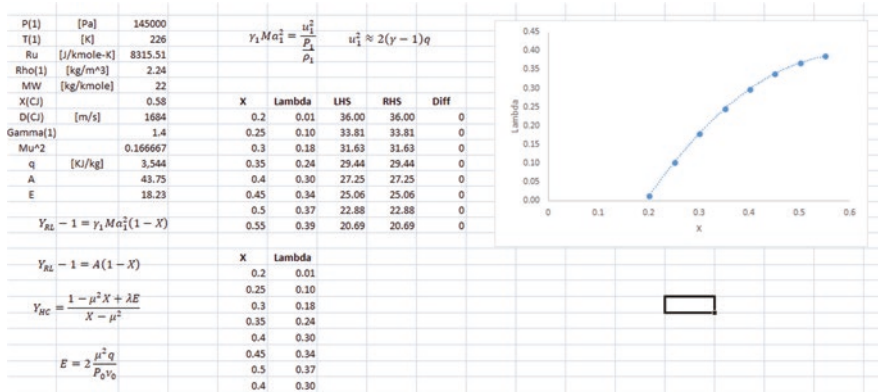 P(1) [Pa] 145000
T(1) [K] 226
Ru [J/kmole-K] 8315.51
Rho(1) [kg/m^3] 2.24
MW [kg/kmole] 22
X(CJ) 0.58
D(CJ) [m/s] 1684
Gamma(1) 1.4
Mu^2 0.166667
q [KJ/kg] 3,544
A 43.75
E 18.23
Y_RL − 1 = γ₁Ma₁²(1 − X)
Y_RL − 1 = A(1 − X)
Y_HC = (1 − μ²X + λE) / (X − μ²)
E = 2 μ²q / (P₀ν₀)
γ₁Ma₁² = u₁² / (P₁ / ρ₁)
u₁² ≈ 2(γ − 1)q
X Lambda LHS RHS Diff
0.2 0.01 36.00 36.00 0
0.25 0.10 33.81 33.81 0
0.3 0.18 31.63 31.63 0
0.35 0.24 29.44 29.44 0
0.4 0.30 27.25 27.25 0
0.45 0.34 25.06 25.06 0
0.5 0.37 22.88 22.88 0
0.55 0.39 20.69 20.69 0
X Lambda
0.2 0.01
0.25 0.10
0.3 0.18
0.35 0.24
0.4 0.30
0.45 0.34
0.5 0.37
0.4 0.30
0.45
0.40
0.35
0.30
0.25
0.20
0.15
0.10
0.05
0.00
Lambda
0 0.1 0.2 0.3 0.4 0.5 0.6
X